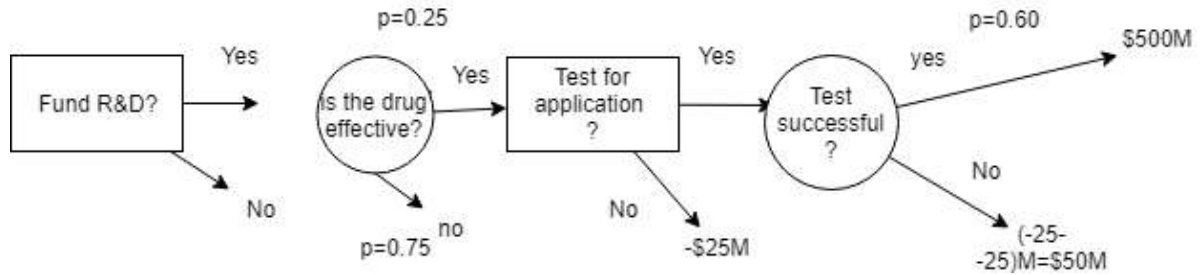 p=0.25
p=0.60
$500M
Yes
Yes
Yes
yes
Fund R&D?
is the drug
effective?
Test for
application
?
Test
successful
?
No
no
p=0.75
No
-$25M
No
(-25-
-25)M=$50M